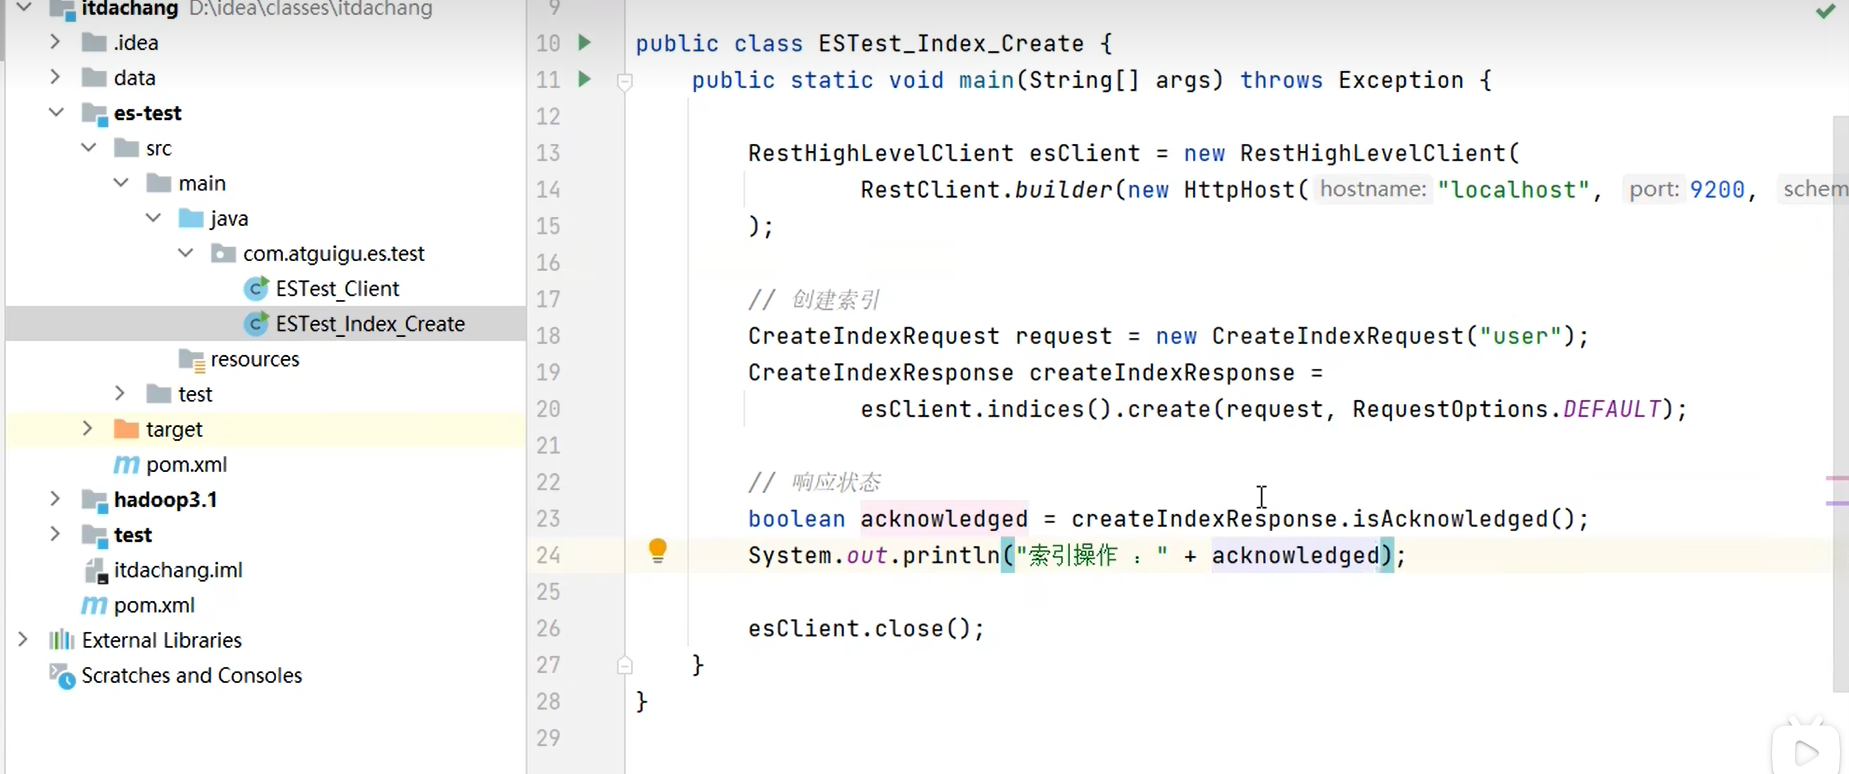 itdachang D:\idea\classes\itdachang
.idea
data
es-test
src
main
java
com.atguigu.es.test
ESTest_Client
ESTest_Index_Create
resources
test
target
pom.xml
hadoop3.1
test
itdachang.iml
pom.xml
External Libraries
Scratches and Consoles
9
10 public class ESTest_Index_Create {
11 public static void main(String[] args) throws Exception {
12
13 RestHighLevelClient esClient = new RestHighLevelClient(
14 RestClient.builder(new HttpHost( hostname: "localhost", port: 9200, schem
15 );
16
17 // 创建索引
18 CreateIndexRequest request = new CreateIndexRequest("user");
19 CreateIndexResponse createIndexResponse =
20 esClient.indices().create(request, RequestOptions.DEFAULT);
21
22 // 响应状态
23 boolean acknowledged = createIndexResponse.isAcknowledged();
24 System.out.println("索引操作 ：" + acknowledged);
25
26 esClient.close();
27 }
28 }
29